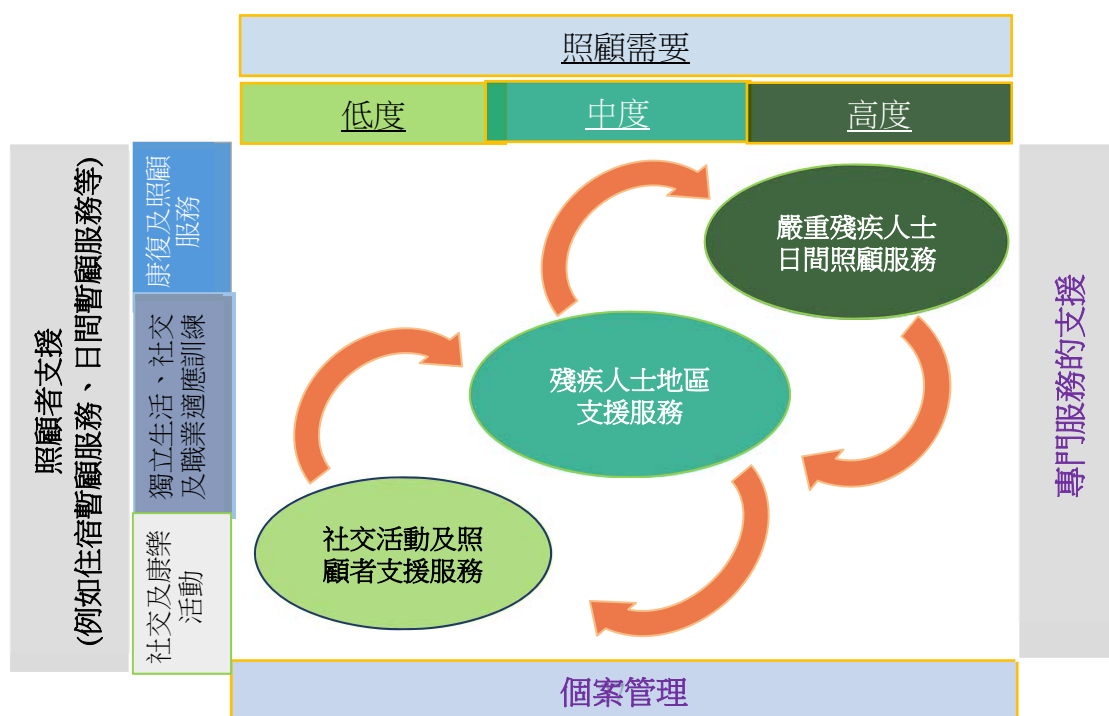 照顧需要
低度
中度
高度
照顧者支援
(例如住宿暫顧服務、日間暫顧服務等)
康復及照顧
服務
獨立生活、社交
及職業適應訓練
社交及康樂
活動
嚴重殘疾人士
日間照顧服務
殘疾人士地區
支援服務
社交活動及照
顧者支援服務
專門服務的支援
個案管理